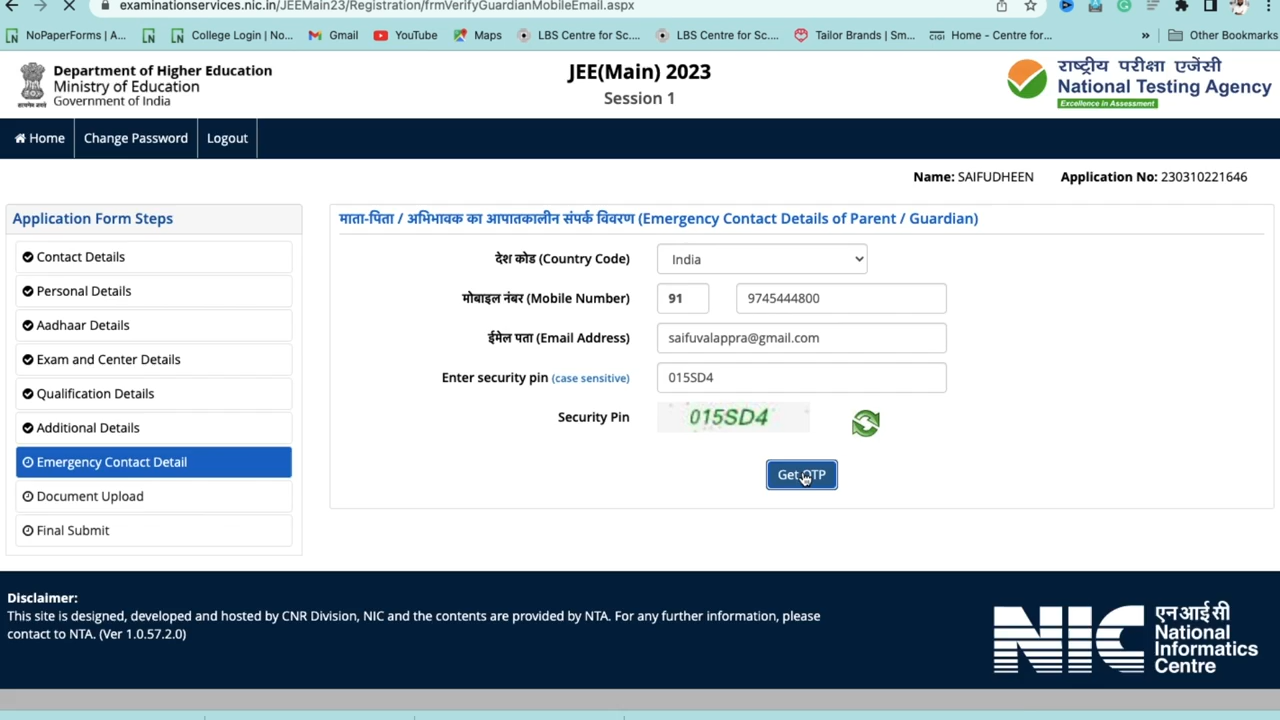 examinationservices.nic.in/JEEMain23/Registration/frmVerifyGuardianMobileEmail.aspx
NoPaperForms | A... College Login | No... Gmail YouTube Maps LBS Centre for Sc.... LBS Centre for Sc.... Tailor Brands | Sm... CIGI Home - Centre for... » Other Bookmarks
Department of Higher Education
Ministry of Education
Government of India
JEE(Main) 2023
Session 1
राष्ट्रीय परीक्षा एजेंसी
National Testing Agency
Excellence in Assessment
Home Change Password Logout
Name: SAIFUDHEEN Application No: 230310221646
Application Form Steps
Contact Details
Personal Details
Aadhaar Details
Exam and Center Details
Qualification Details
Additional Details
Emergency Contact Detail
Document Upload
Final Submit
माता-पिता / अभिभावक का आपातकालीन संपर्क विवरण (Emergency Contact Details of Parent / Guardian)
देश कोड (Country Code) India
मोबाइल नंबर (Mobile Number) 91 9745444800
ईमेल पता (Email Address) saifuvalappra@gmail.com
Enter security pin (case sensitive) 015SD4
Security Pin 015SD4
Get OTP
Disclaimer:
This site is designed, developed and hosted by CNR Division, NIC and the contents are provided by NTA. For any further information, please
contact to NTA. (Ver 1.0.57.2.0)
NIC
एन आई सी
National
Informatics
Centre